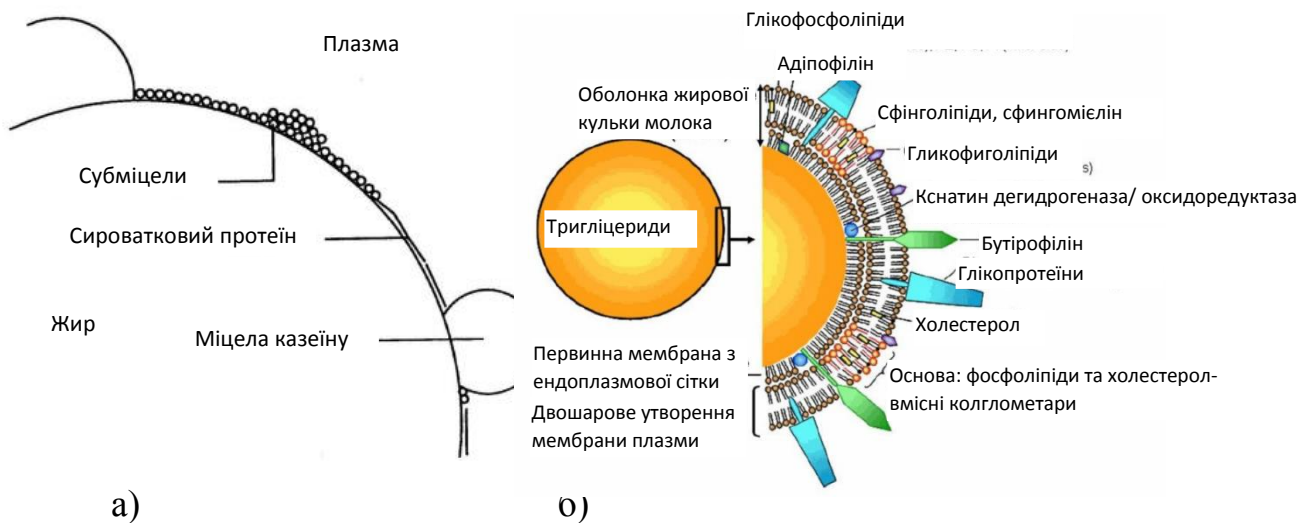 Плазма
Субміцели
Сироватковий протеїн
Жир
Міцела казеїну
а)
Глікофосфоліпіди
Адіпофілін
Оболонка жирової
кульки молока
Сфінголіпіди, сфингомієлін
Гликофиголіпіди
s)
Кснатин дегидрогеназа/ оксидоредуктаза
Тригліцериди
Бутірофілін
Глікопротеїни
Холестерол
Первинна мембрана з
ендоплазмової сітки
Двошарове утворення
мембрани плазми
Основа: фосфоліпіди та холестерол-
вмісні колглометари
б)